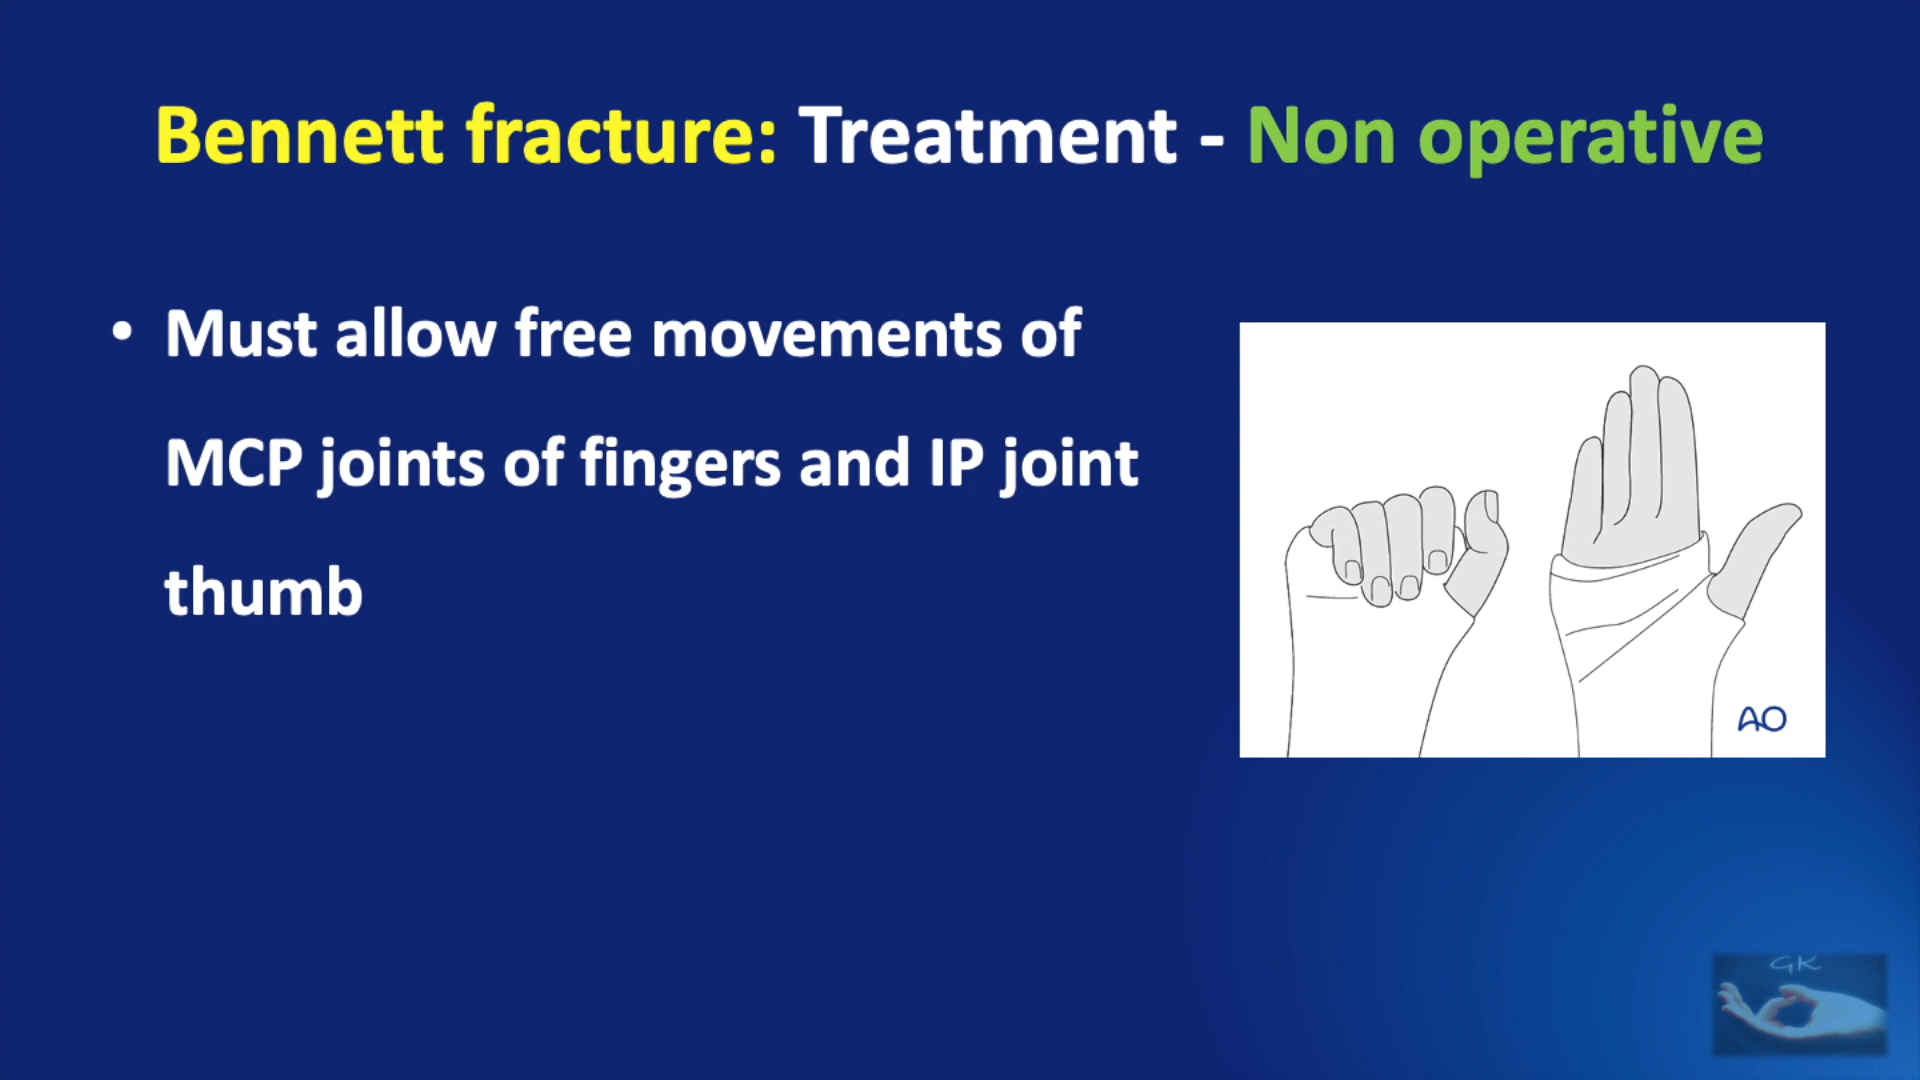 Bennett fracture: Treatment - Non operative
• Must allow free movements of
MCP joints of fingers and IP joint
thumb
AO
GK